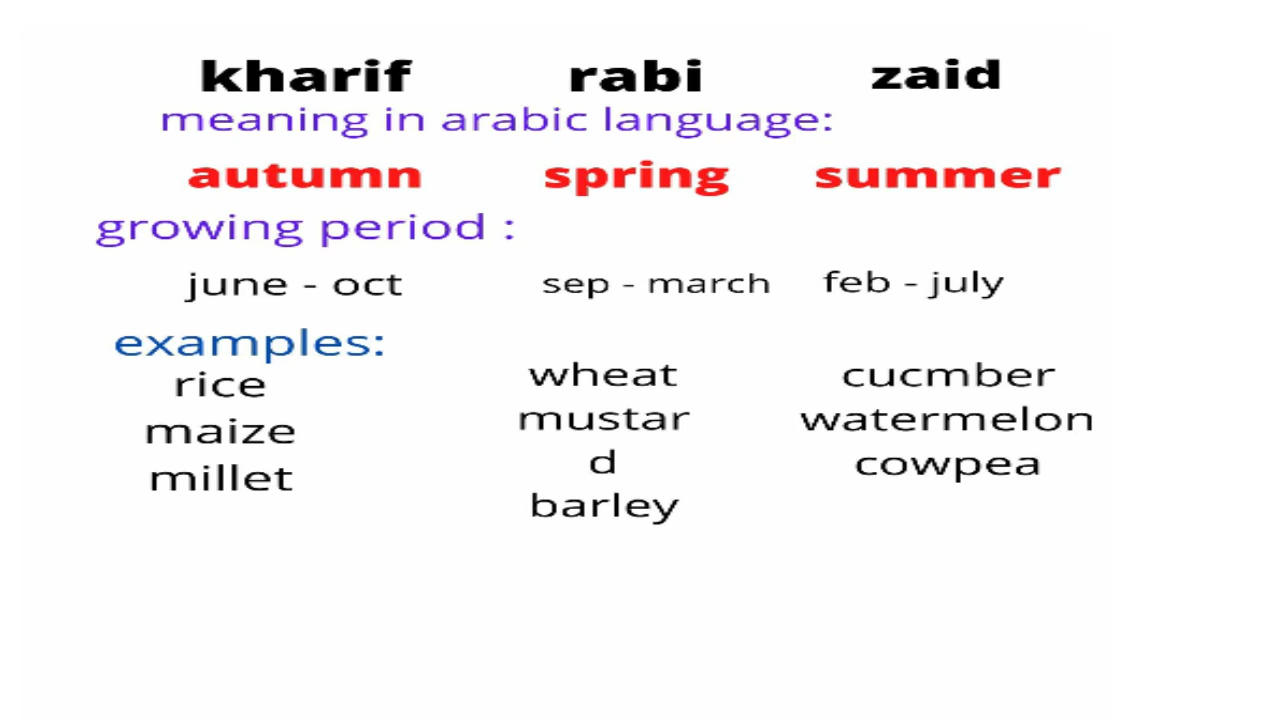 kharif rabi zaid
meaning in arabic language:
autumn spring summer
growing period :
june - oct sep - march feb - july
examples:
rice
maize
millet
wheat
mustar
d
barley
cucmber
watermelon
cowpea